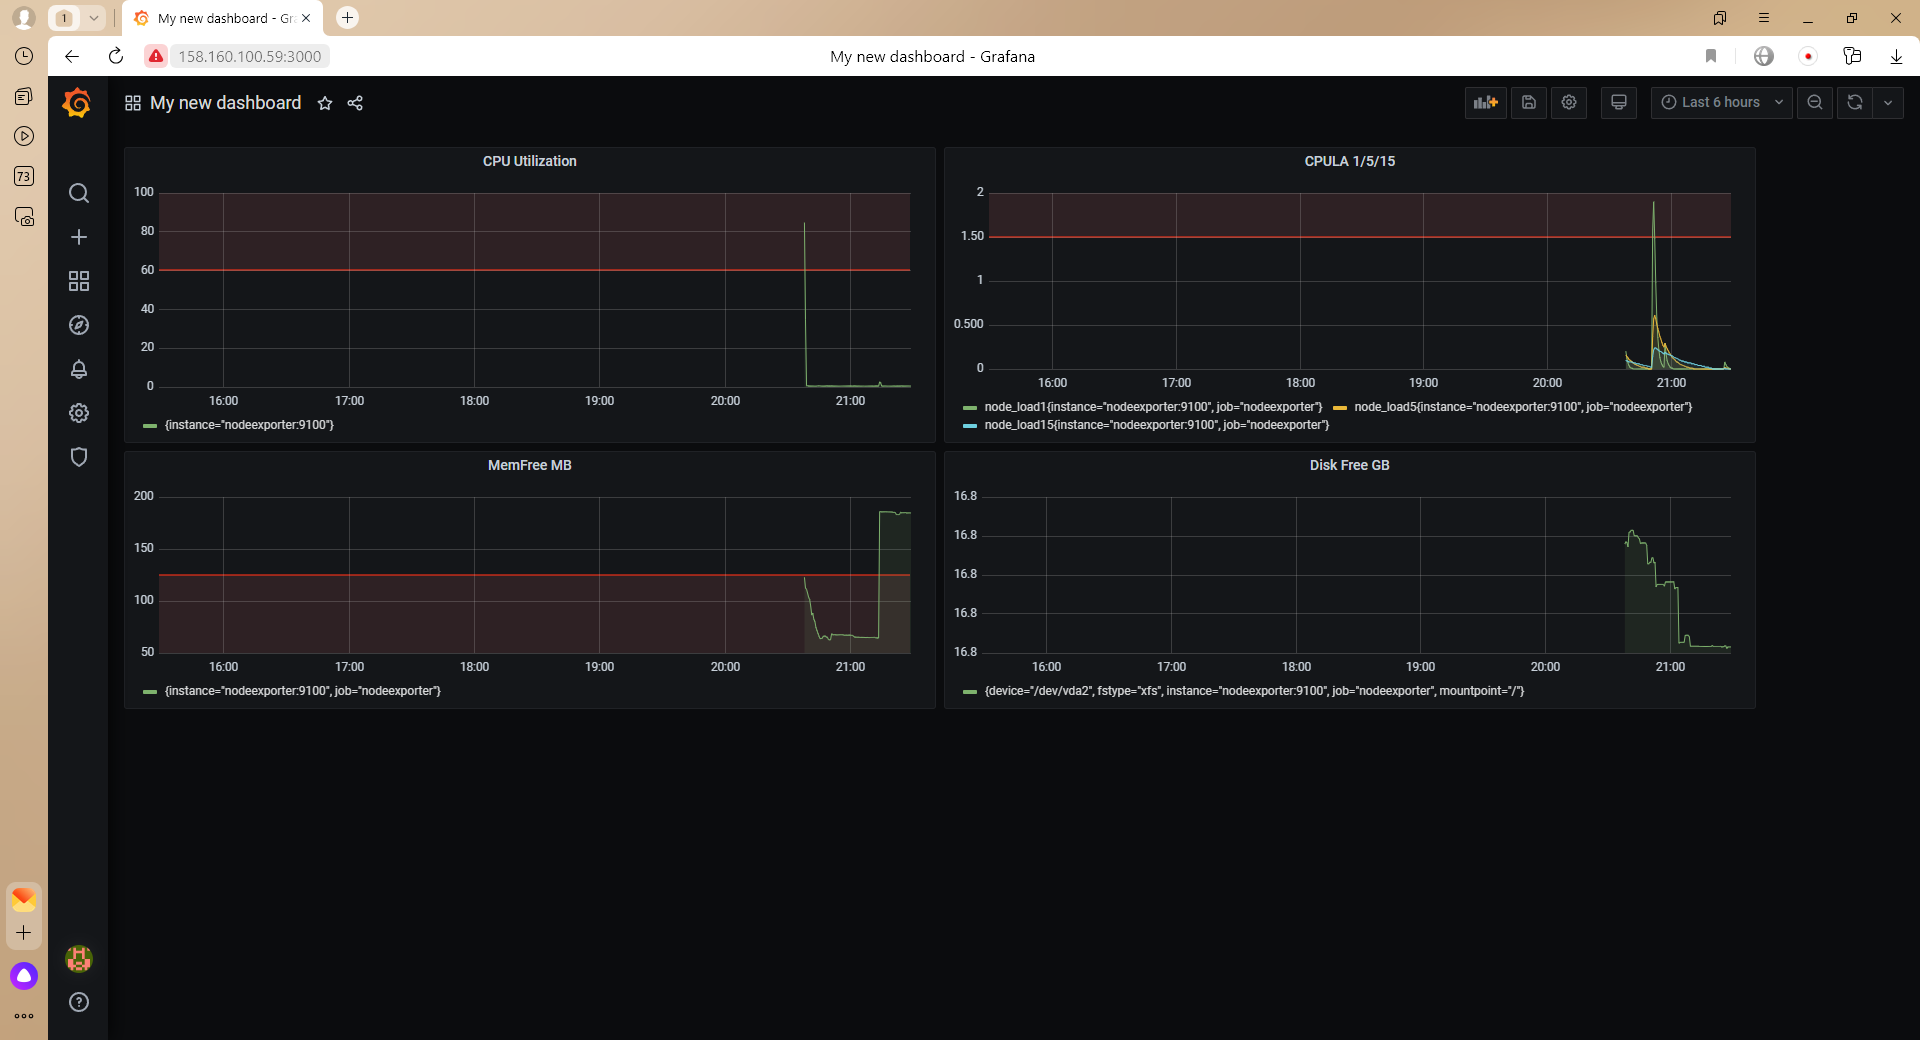 1
My new dashboard - Gr
158.160.100.59:3000
My new dashboard - Grafana
73
My new dashboard
Last 6 hours
CPU Utilization
100
80
60
40
20
0
16:00 17:00 18:00 19:00 20:00 21:00
{instance="nodeexporter:9100"}
CPULA 1/5/15
2
1.50
1
0.500
0
16:00 17:00 18:00 19:00 20:00 21:00
node_load1{instance="nodeexporter:9100", job="nodeexporter"} node_load5{instance="nodeexporter:9100", job="nodeexporter"}
node_load15{instance="nodeexporter:9100", job="nodeexporter"}
MemFree MB
200
150
100
50
16:00 17:00 18:00 19:00 20:00 21:00
{instance="nodeexporter:9100", job="nodeexporter"}
Disk Free GB
16.8
16.8
16.8
16.8
16.8
16:00 17:00 18:00 19:00 20:00 21:00
{device="/dev/vda2", fstype="xfs", instance="nodeexporter:9100", job="nodeexporter", mountpoint="/"}